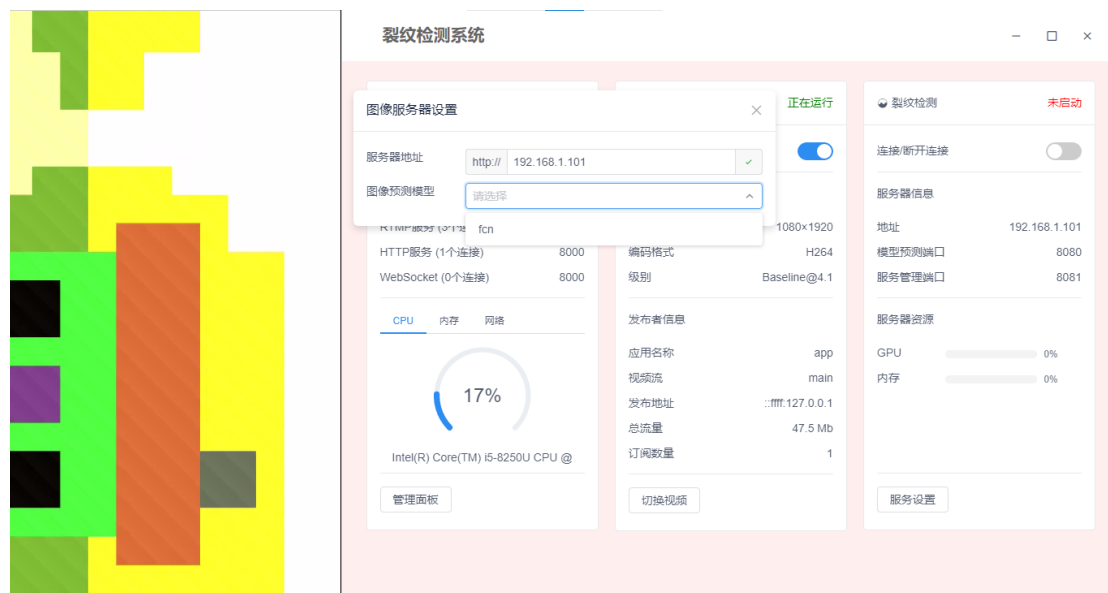 裂纹检测系统
图像服务器设置
服务器地址
http://
192.168.1.101
图像预测模型
请选择
fcn
HTTP服务 (1个连接) 8000
WebSocket (0个连接) 8000
CPU 内存 网络
17%
Intel(R) Core(TM) i5-8250U CPU @
管理面板
正在运行
1080×1920
编码格式 H264
级别 Baseline@4.1
发布者信息
应用名称 app
视频流 main
发布地址 ::ffff:127.0.0.1
总流量 47.5 Mb
订阅数量 1
切换视频
裂纹检测 未启动
连接/断开连接
服务器信息
地址 192.168.1.101
模型预测端口 8080
服务管理端口 8081
服务器资源
GPU 0%
内存 0%
服务设置